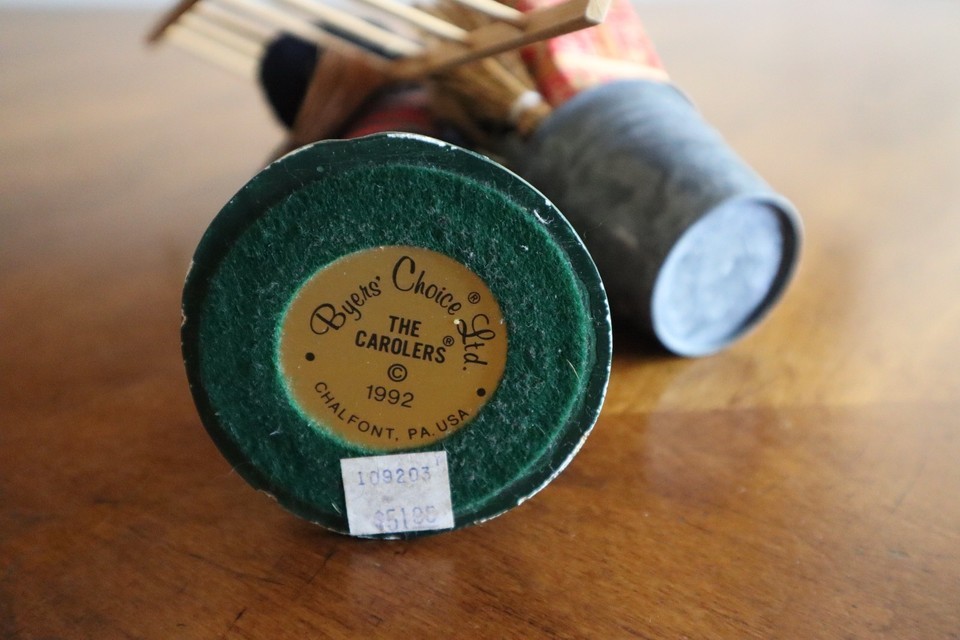 Byers' Choice® Ltd.
THE
CAROLERS®
©
1992
CHALFONT, PA. USA
109203